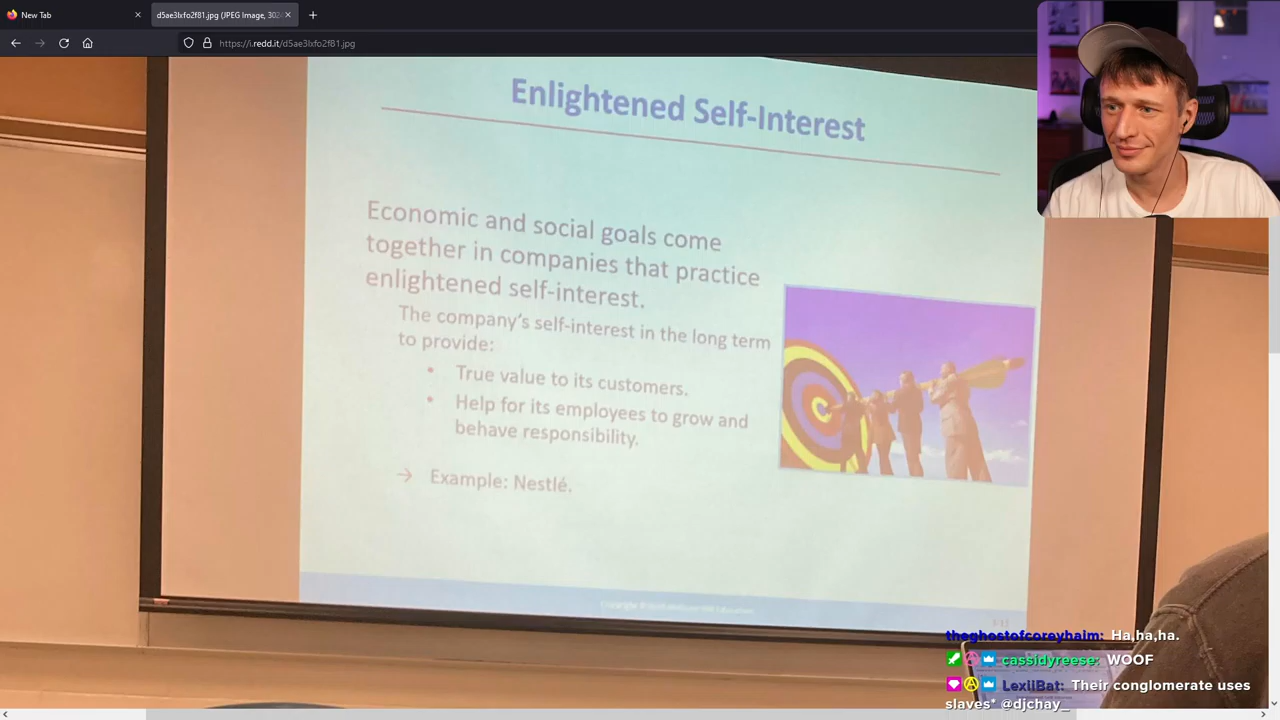 New Tab
d5ae3lxfo2f81.jpg (JPEG Image, 302
https://i.redd.it/d5ae3lxfo2f81.jpg
Enlightened Self-Interest
Economic and social goals come
together in companies that practice
enlightened self-interest.
The company's self-interest in the long term
to provide:
• True value to its customers.
• Help for its employees to grow and
behave responsibility.
→ Example: Nestlé.
theghostofcoreyhaim: Ha,ha,ha.
cassidyreese: WOOF
LexiiBat: Their conglomerate uses
slaves* @djchay_